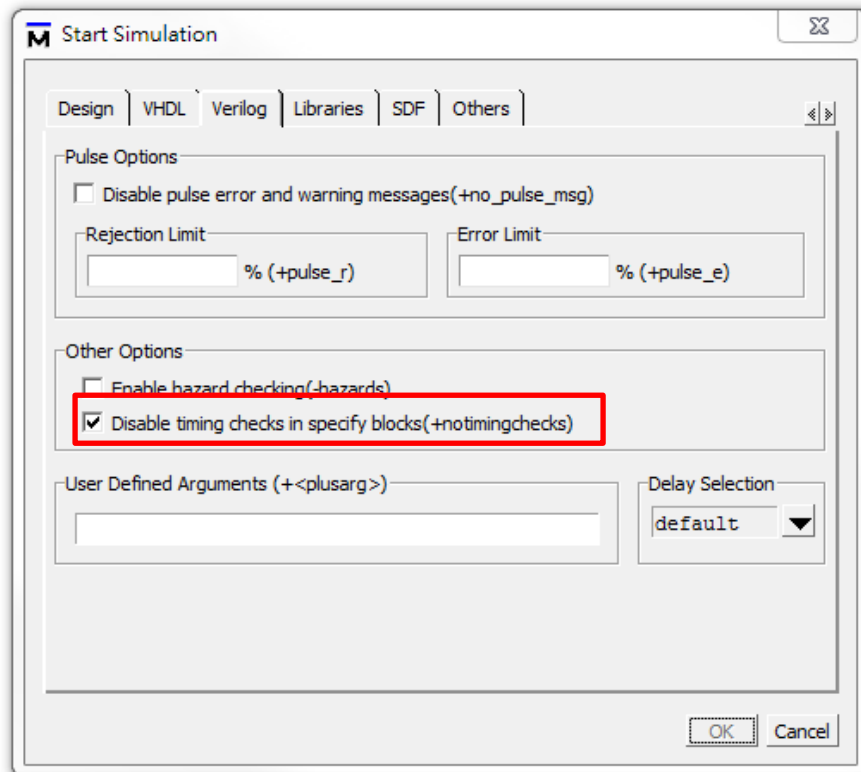 Start Simulation
Design VHDL Verilog Libraries SDF Others
Pulse Options
Disable pulse error and warning messages(+no_pulse_msg)
Rejection Limit
% (+pulse_r)
Error Limit
% (+pulse_e)
Other Options
Enable hazard checking(-hazards)
Disable timing checks in specify blocks(+notimingchecks)
User Defined Arguments (+<plusarg>)
Delay Selection
default
OK Cancel